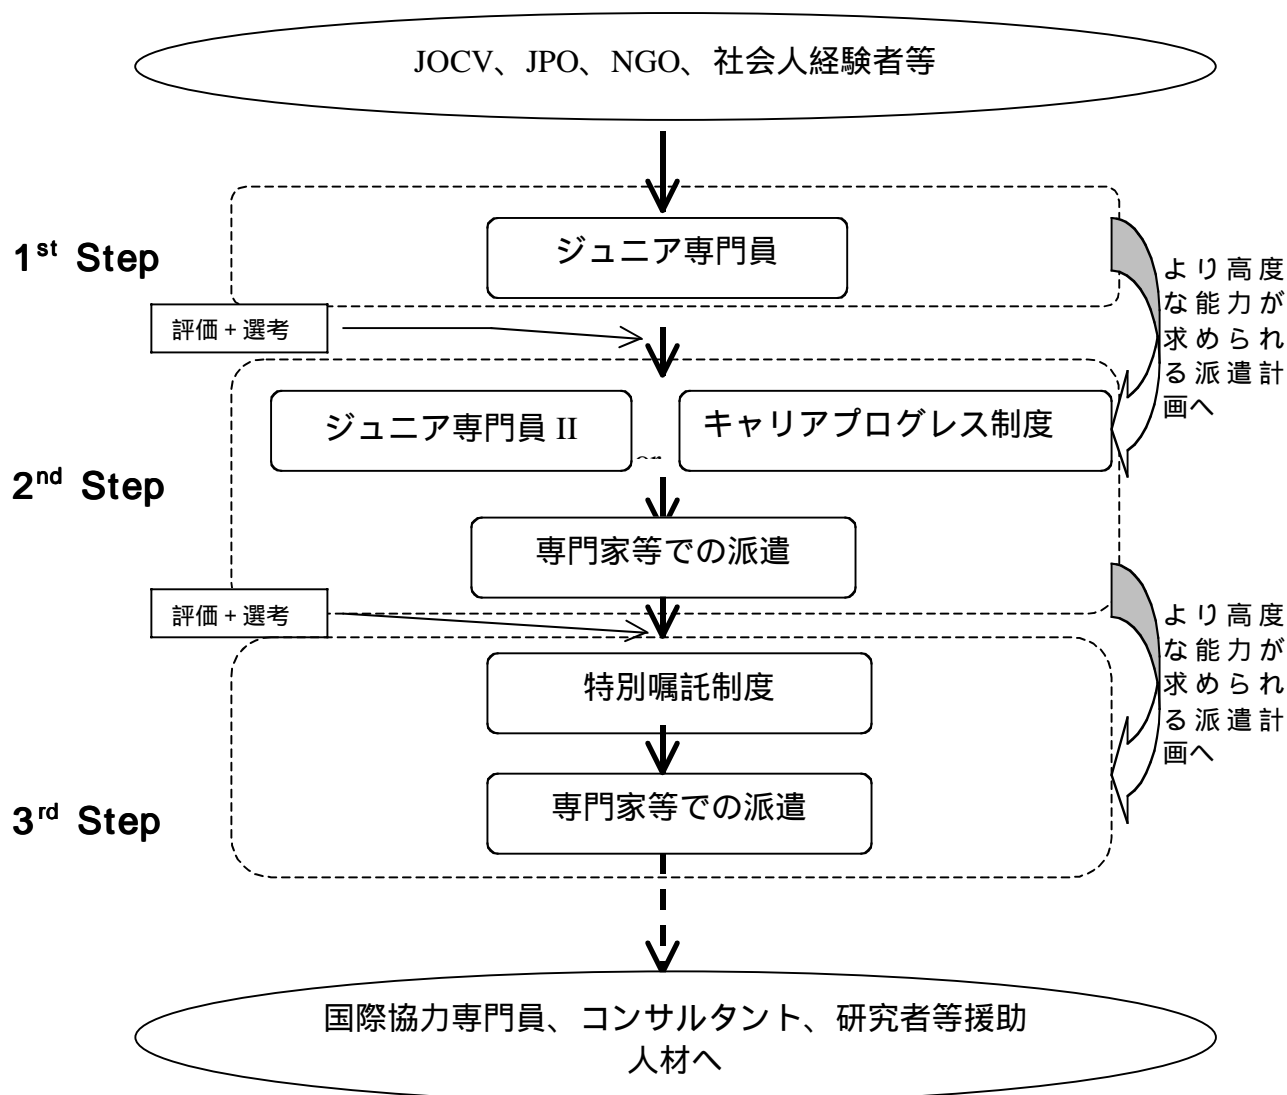 JOCV、JPO、NGO、社会人経験者等
1st Step
ジュニア専門員
より高度
な能力が
求められ
る派遣計
画へ
評価 + 選考
ジュニア専門員 II
キャリアプログレス制度
2nd Step
専門家等での派遣
評価 + 選考
より高度
な能力が
求められ
る派遣計
画へ
特別嘱託制度
専門家等での派遣
3rd Step
国際協力専門員、コンサルタント、研究者等援助
人材へ